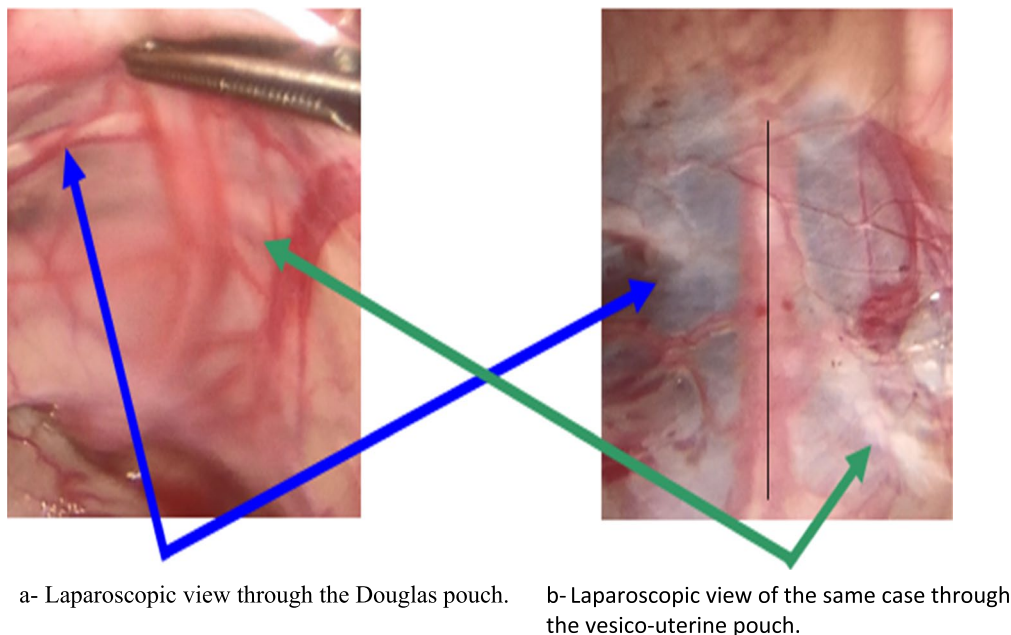 a- Laparoscopic view through the Douglas pouch.
b- Laparoscopic view of the same case through
the vesico-uterine pouch.